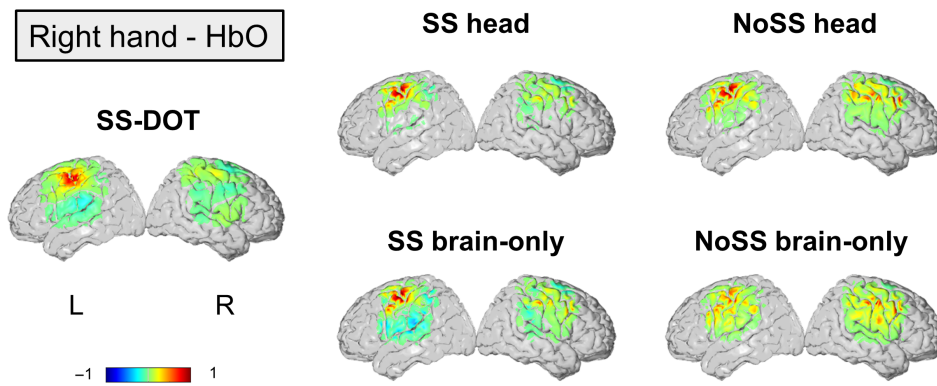 Right hand - HbO
SS head
NoSS head
SS-DOT
SS brain-only
NoSS brain-only
L
R
–1
1